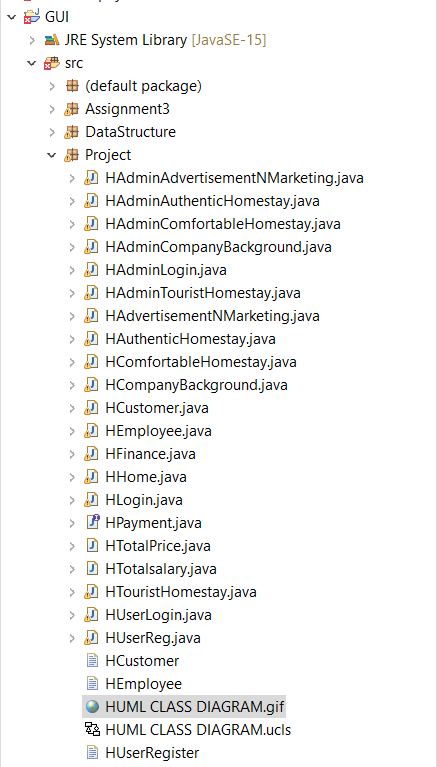 GUI
JRE System Library [JavaSE-15]
src
(default package)
Assignment3
DataStructure
Project
HAdminAdvertisementNMarketing.java
HAdminAuthenticHomestay.java
HAdminComfortableHomestay.java
HAdminCompanyBackground.java
HAdminLogin.java
HAdminTouristHomestay.java
HAdvertisementNMarketing.java
HAuthenticHomestay.java
HComfortableHomestay.java
HCompanyBackground.java
HCustomer.java
HEmployee.java
HFinance.java
HHome.java
HLogin.java
HPayment.java
HTotalPrice.java
HTotalsalary.java
HTouristHomestay.java
HUserLogin.java
HUserReg.java
HCustomer
HEmployee
HUML CLASS DIAGRAM.gif
HUML CLASS DIAGRAM.ucls
HUserRegister